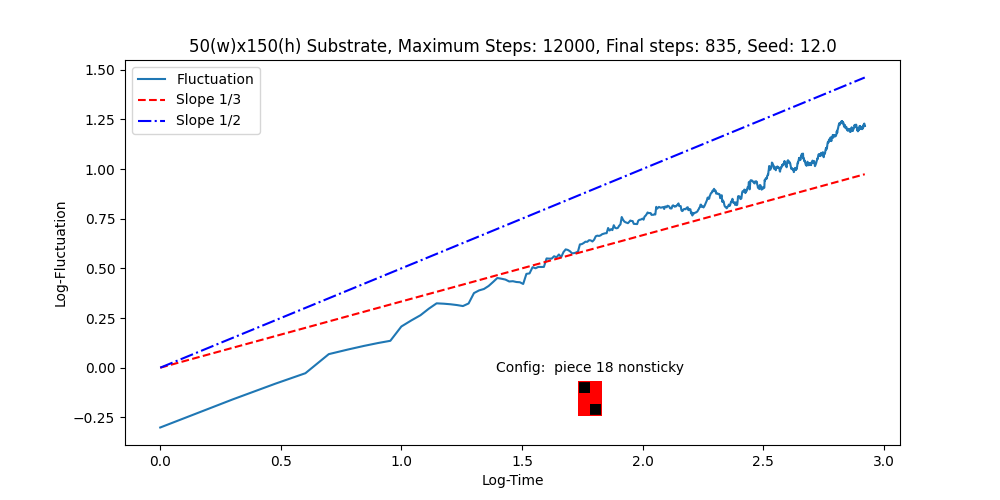 50(w)x150(h) Substrate, Maximum Steps: 12000, Final steps: 835, Seed: 12.0
1.50
1.25
1.00
0.75
0.50
0.25
0.00
−0.25
Log-Fluctuation
Fluctuation
Slope 1/3
Slope 1/2
Config:  piece 18 nonsticky
0.0 0.5 1.0 1.5 2.0 2.5 3.0
Log-Time